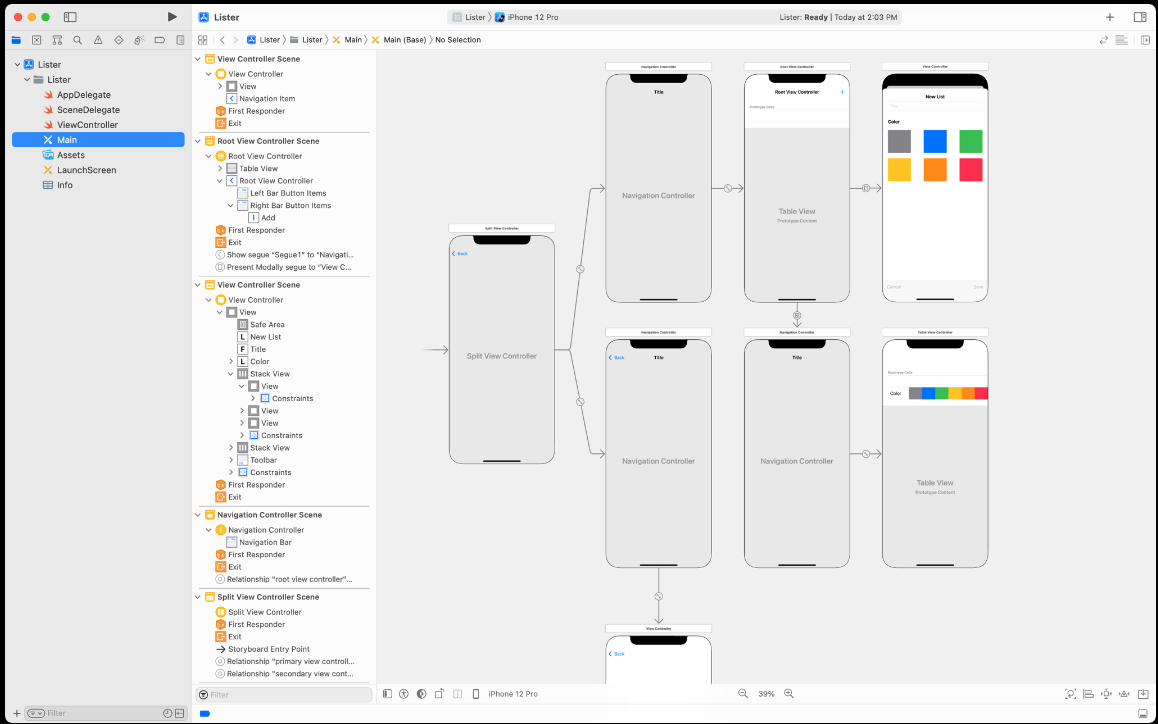 Lister
Lister
iPhone 12 Pro
Lister: Ready | Today at 2:03 PM
Lister
Lister
Main
Main (Base)
No Selection
Lister
Lister
AppDelegate
SceneDelegate
ViewController
Main
Assets
LaunchScreen
Info
Filter
View Controller Scene
View Controller
View
Navigation Item
First Responder
Exit
Root View Controller Scene
Root View Controller
Table View
Root View Controller
Left Bar Button Items
Right Bar Button Items
Add
First Responder
Exit
Show segue "Segue1" to "Navigati...
Present Modally segue to "View C...
View Controller Scene
View Controller
View
Safe Area
L New List
F Title
L Color
Stack View
View
Constraints
View
View
Constraints
Stack View
Toolbar
Constraints
First Responder
Exit
Navigation Controller Scene
Navigation Controller
Navigation Bar
First Responder
Exit
Relationship "root view controller"...
Split View Controller Scene
Split View Controller
First Responder
Exit
Storyboard Entry Point
Relationship "primary view controll...
Relationship "secondary view cont...
Filter
Split View Controller
Back
Split View Controller
Navigation Controller
Title
Navigation Controller
Root View Controller
Root View Controller
Prototype Cells
Table View
Prototype Content
View Controller
New List
Title
Color
Cancel
Save
Navigation Controller
Back
Title
Navigation Controller
Navigation Controller
Title
Navigation Controller
Table View Controller
Prototype Cells
Color
Table View
Prototype Content
View Controller
Back
iPhone 12 Pro
39%